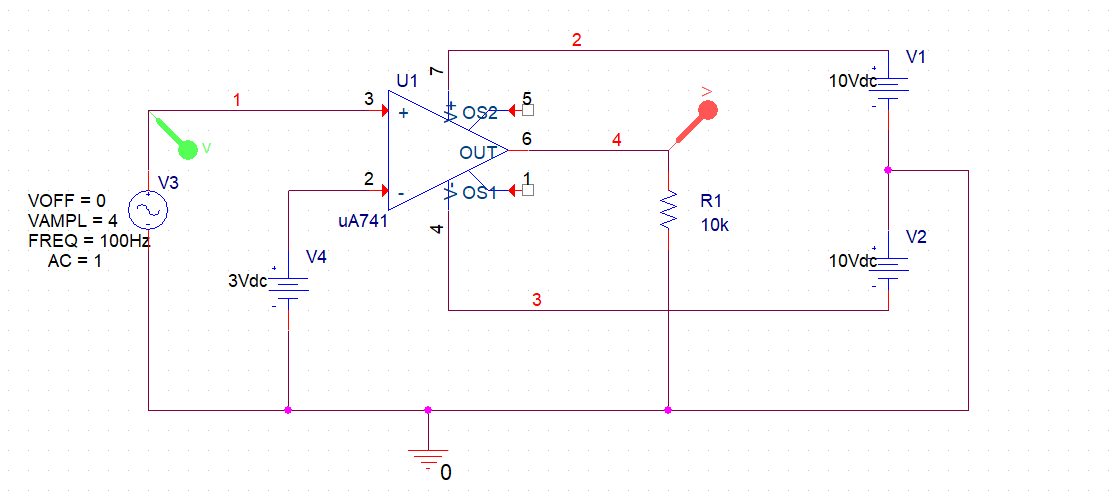 2
V1
10Vdc
+
-
7
U1
1
3
+
V+
OS2
5
V
V3
+
-
VOFF = 0
VAMPL = 4
FREQ = 100Hz
AC = 1
OUT
6
4
>
2
-
V-
OS1
1
uA741
4
R1
10k
V4
3Vdc
+
-
V2
10Vdc
+
-
3
0